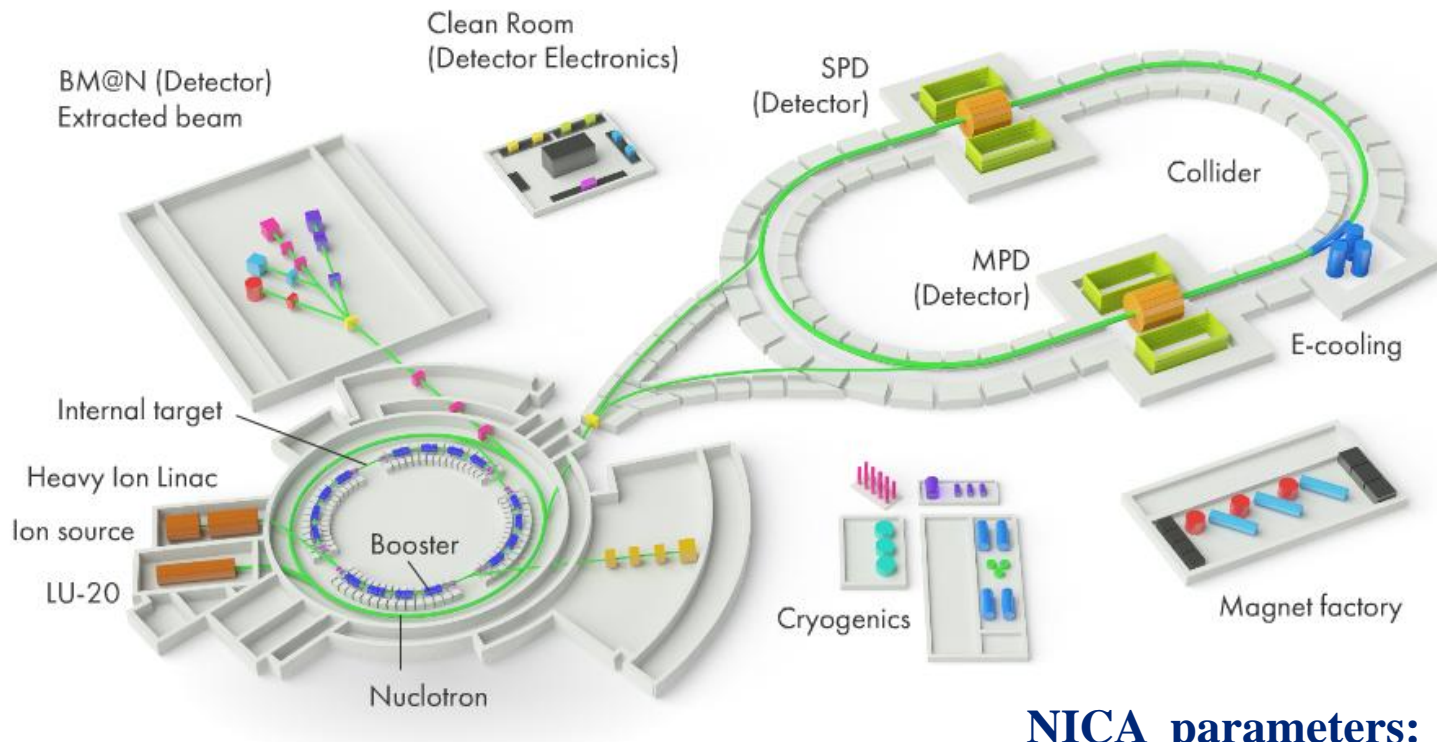 Clean Room
(Detector Electronics)
BM@N (Detector)
Extracted beam
SPD
(Detector)
Collider
MPD
(Detector)
E-cooling
Internal target
Heavy Ion Linac
Ion source
LU-20
Booster
Nuclotron
Cryogenics
Magnet factory
NICA parameters: